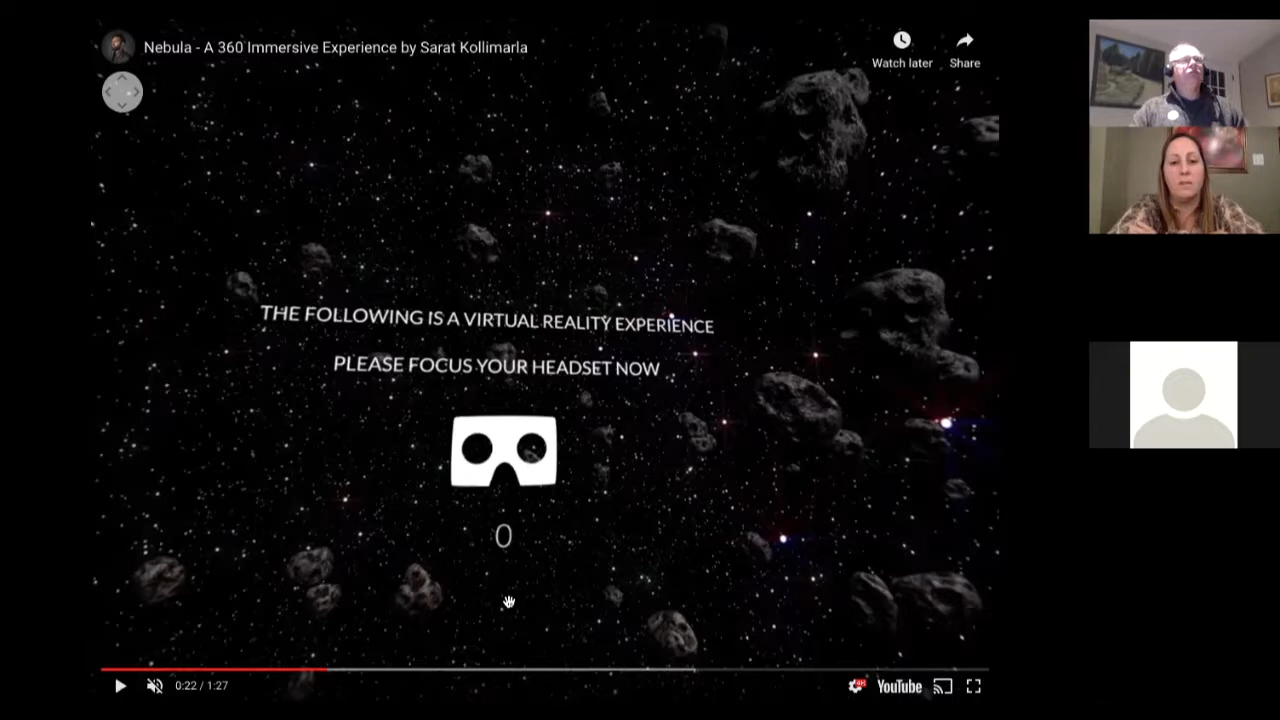 Nebula - A 360 Immersive Experience by Sarat Kollimarla
Watch later
Share
THE FOLLOWING IS A VIRTUAL REALITY EXPERIENCE
PLEASE FOCUS YOUR HEADSET NOW
0
0:22 / 1:27
4K
YouTube